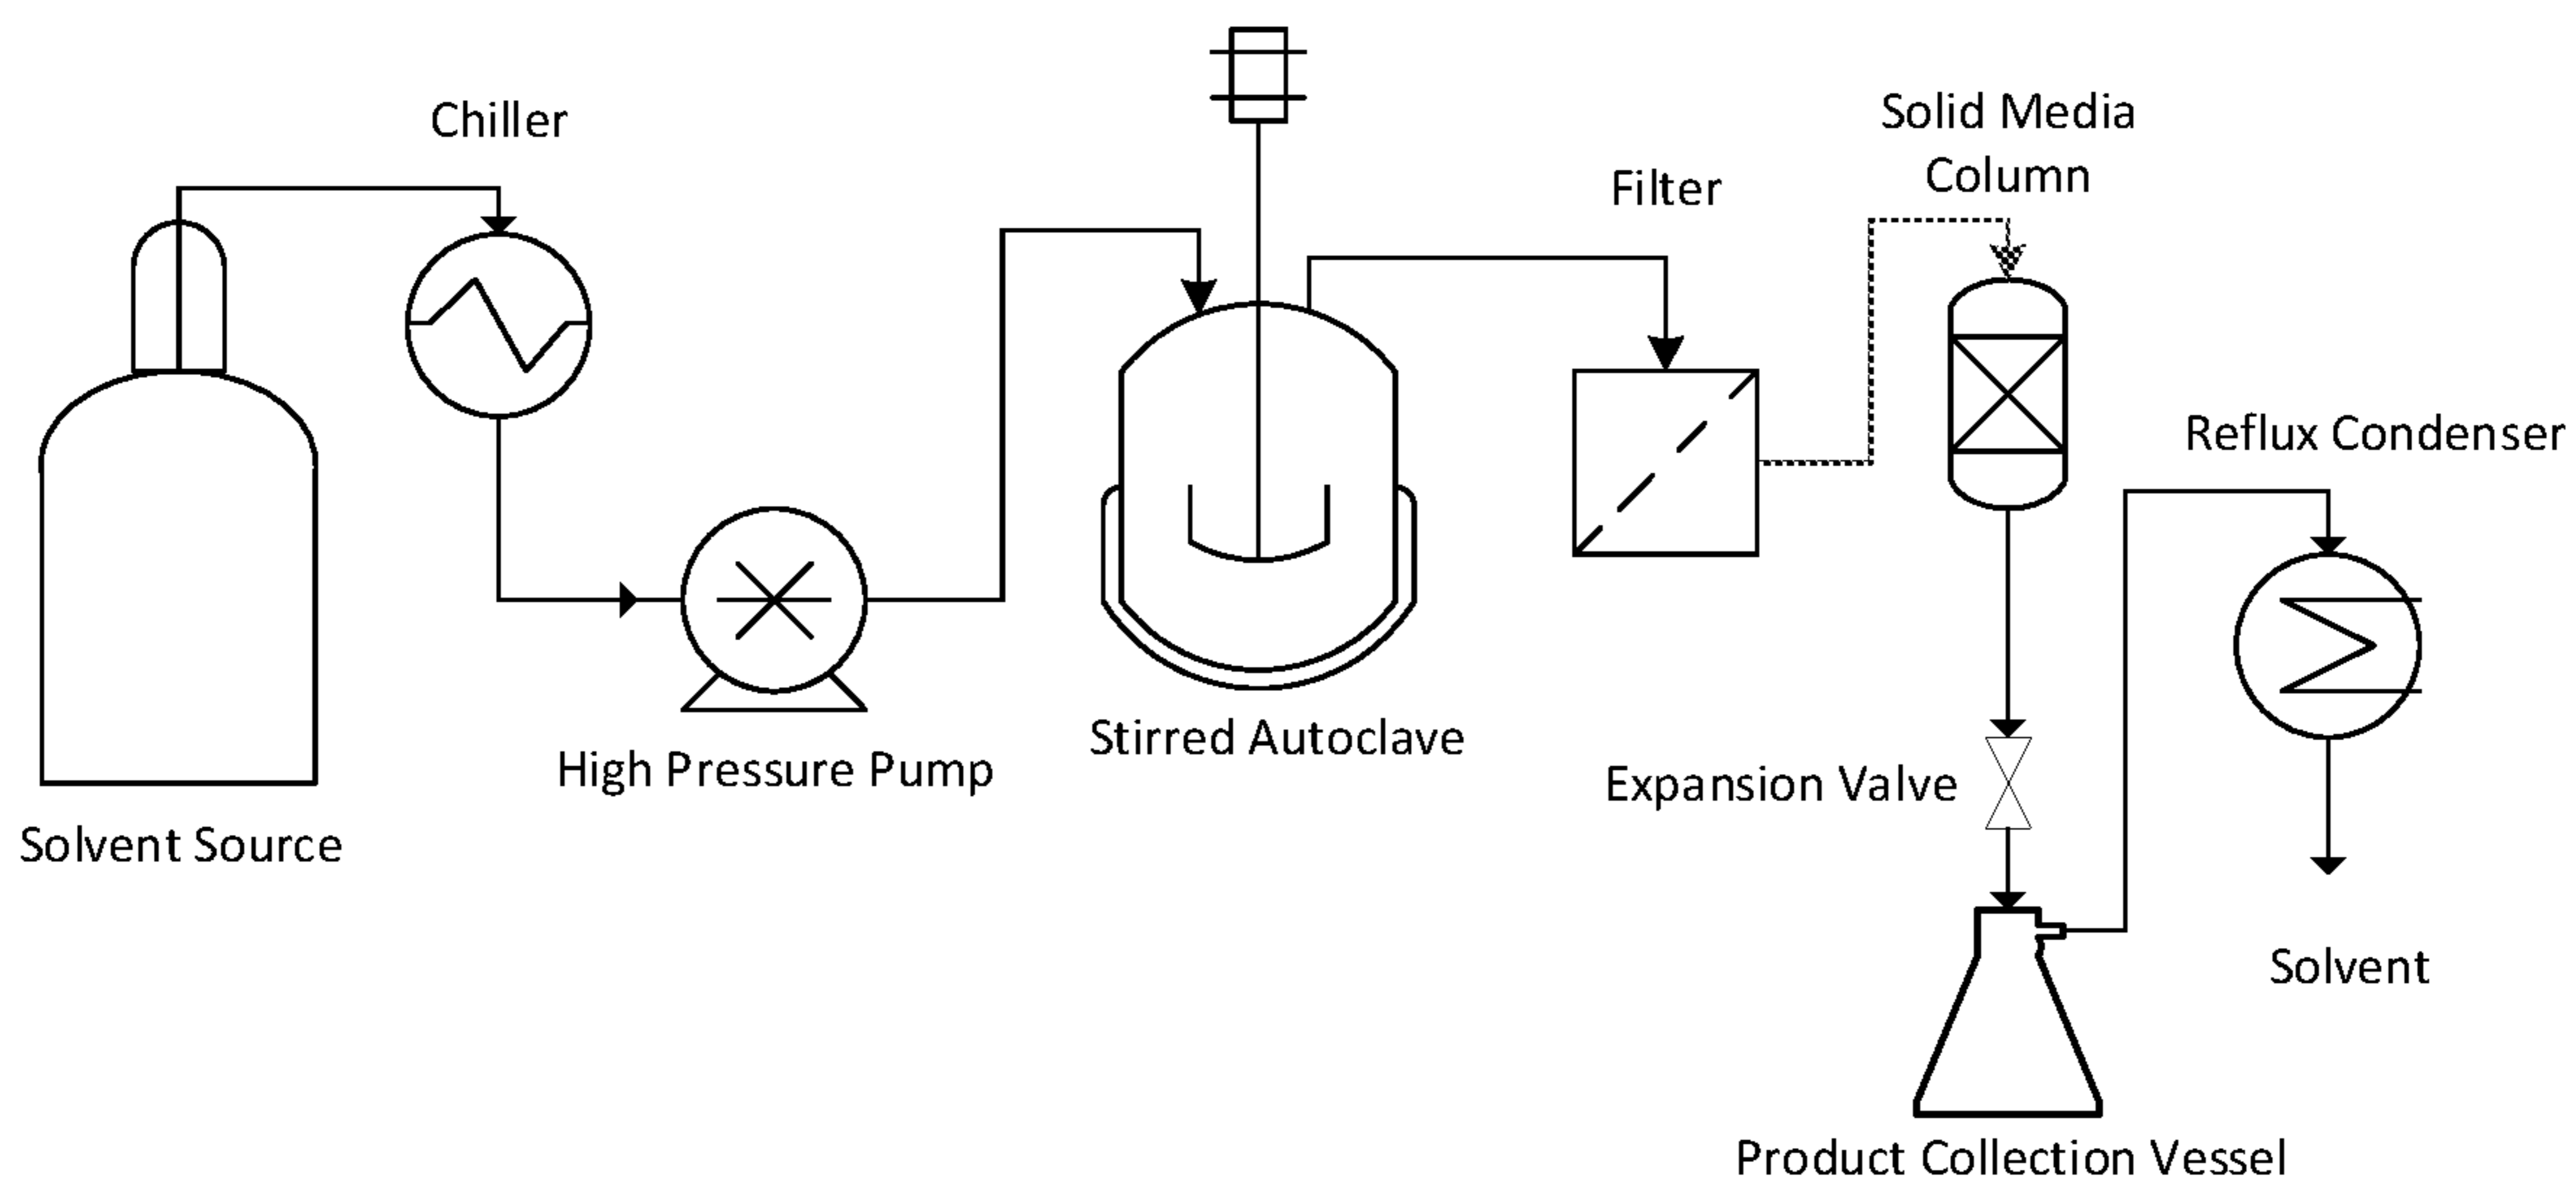 Chiller
Solid Media
Column
Filter
Reflux Condenser
Stirred Autoclave
High Pressure Pump
Expansion Valve
Solvent Source
Solvent
Product Collection Vessel